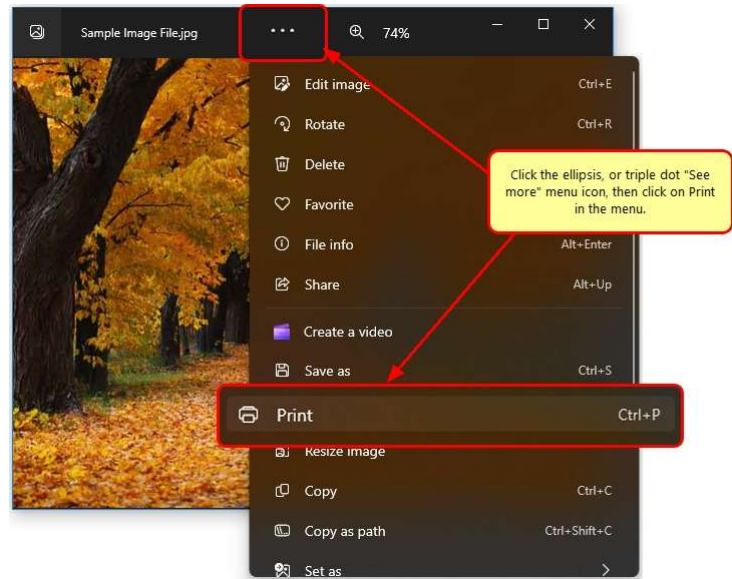 Sample Image File.jpg
74%
Edit image Ctrl+E
Rotate Ctrl+R
Delete
Click the ellipsis, or triple dot "See
more" menu icon, then click on Print
in the menu.
Favorite
File info Alt+Enter
Share Alt+Up
Create a video
Save as Ctrl+S
Print Ctrl+P
Resize image
Copy Ctrl+C
Copy as path Ctrl+Shift+C
Set as